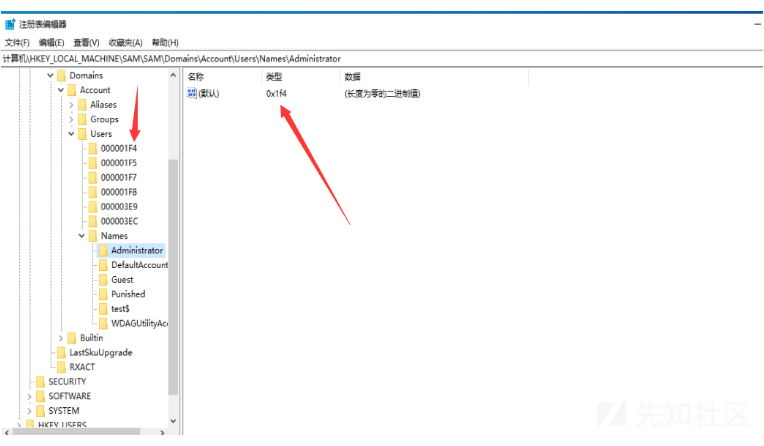 注册表编辑器
文件(F) 编辑(E) 查看(V) 收藏夹(A) 帮助(H)
计算机\HKEY_LOCAL_MACHINE\SAM\SAM\Domains\Account\Users\Names\Administrator
Domains
Account
Aliases
Groups
Users
000001F4
000001F5
000001F7
000001F8
000003E9
000003EC
Names
Administrator
DefaultAccount
Guest
Punished
test$
WDAGUtilityAcc
Builtin
LastSkuUpgrade
RXACT
SECURITY
SOFTWARE
SYSTEM
HKEY_USERS
名称 类型 数据
(默认) 0x1f4 (长度为零的二进制值)
先知社区